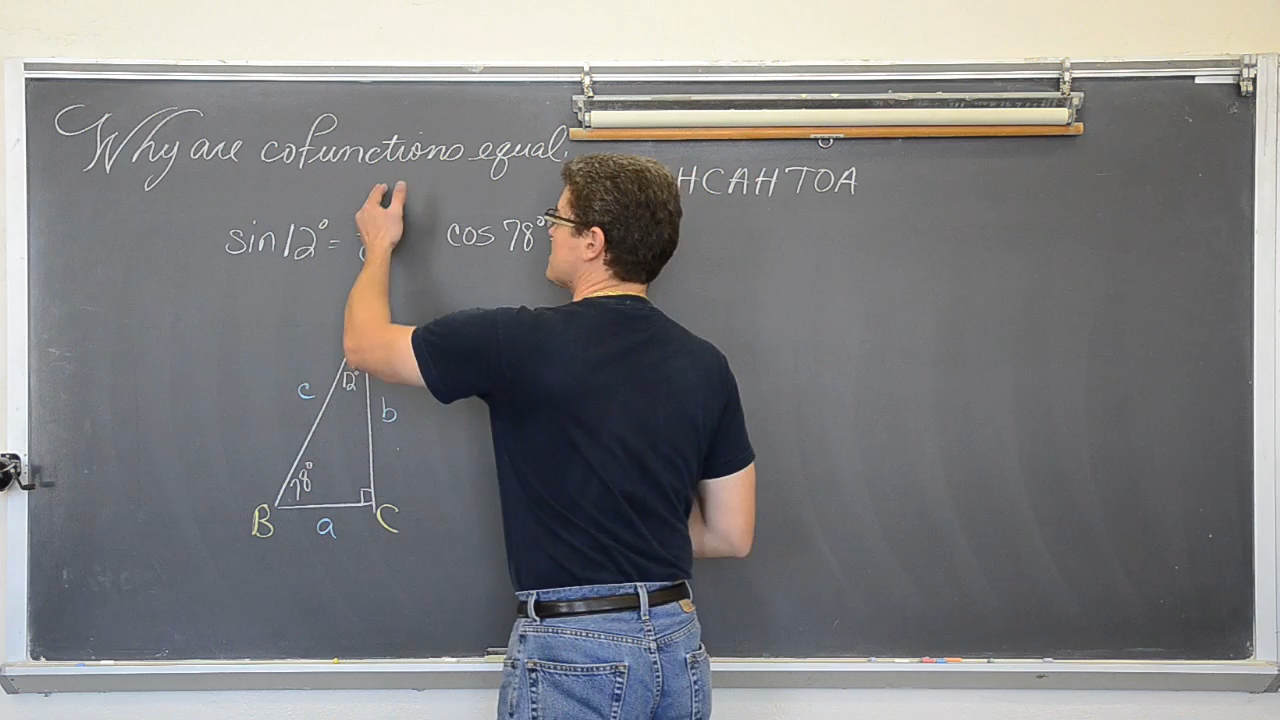 Why are cofunctions equal
HCAHTOA
sin 12° =
cos 78°
12°
c
b
78°
B
a
C